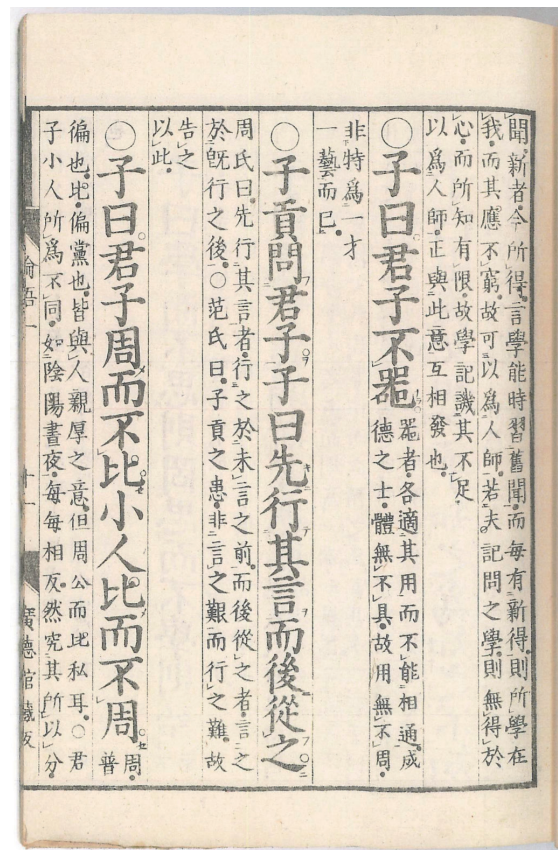 聞新者今所得言學能時習舊聞而每有新得則所學在
我而其應不窮故可以爲人師若夫記問之學則無得於
心而所知有限故學記譏其不足
以爲人師正與此意互相發也
○子曰君子不器
器者各適其用而不能相通成
德之士體無不具故用無不周
非特爲一才
一藝而已
○子貢問君子子曰先行其言而後從之
周氏曰先行其言者行之於未言之前而後從之者言之
於旣行之後○范氏曰子貢之患非言之艱而行之難故
告之
以此
○子曰君子周而不比小人比而不周
周普
徧也比偏黨也皆與人親厚之意但周公而比私耳○君
子小人所爲不同如陰陽晝夜每每相反然究其所以分
論語一
十一
廣德館藏版